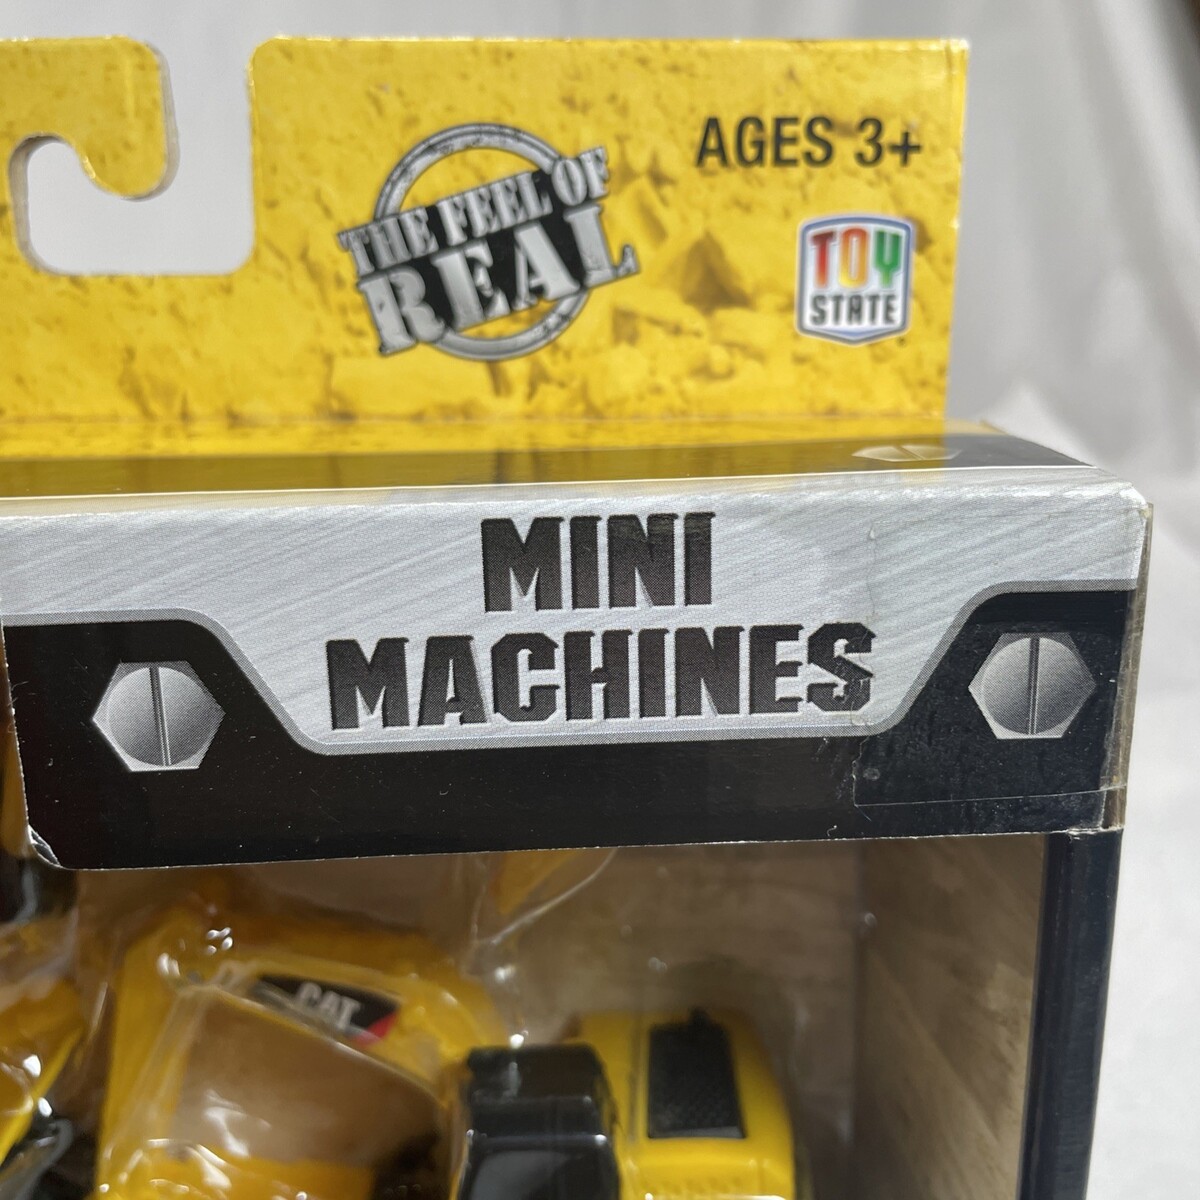 AGES 3+
THE FEEL OF
REAL
TOY
STATE
MINI
MACHINES
CAT